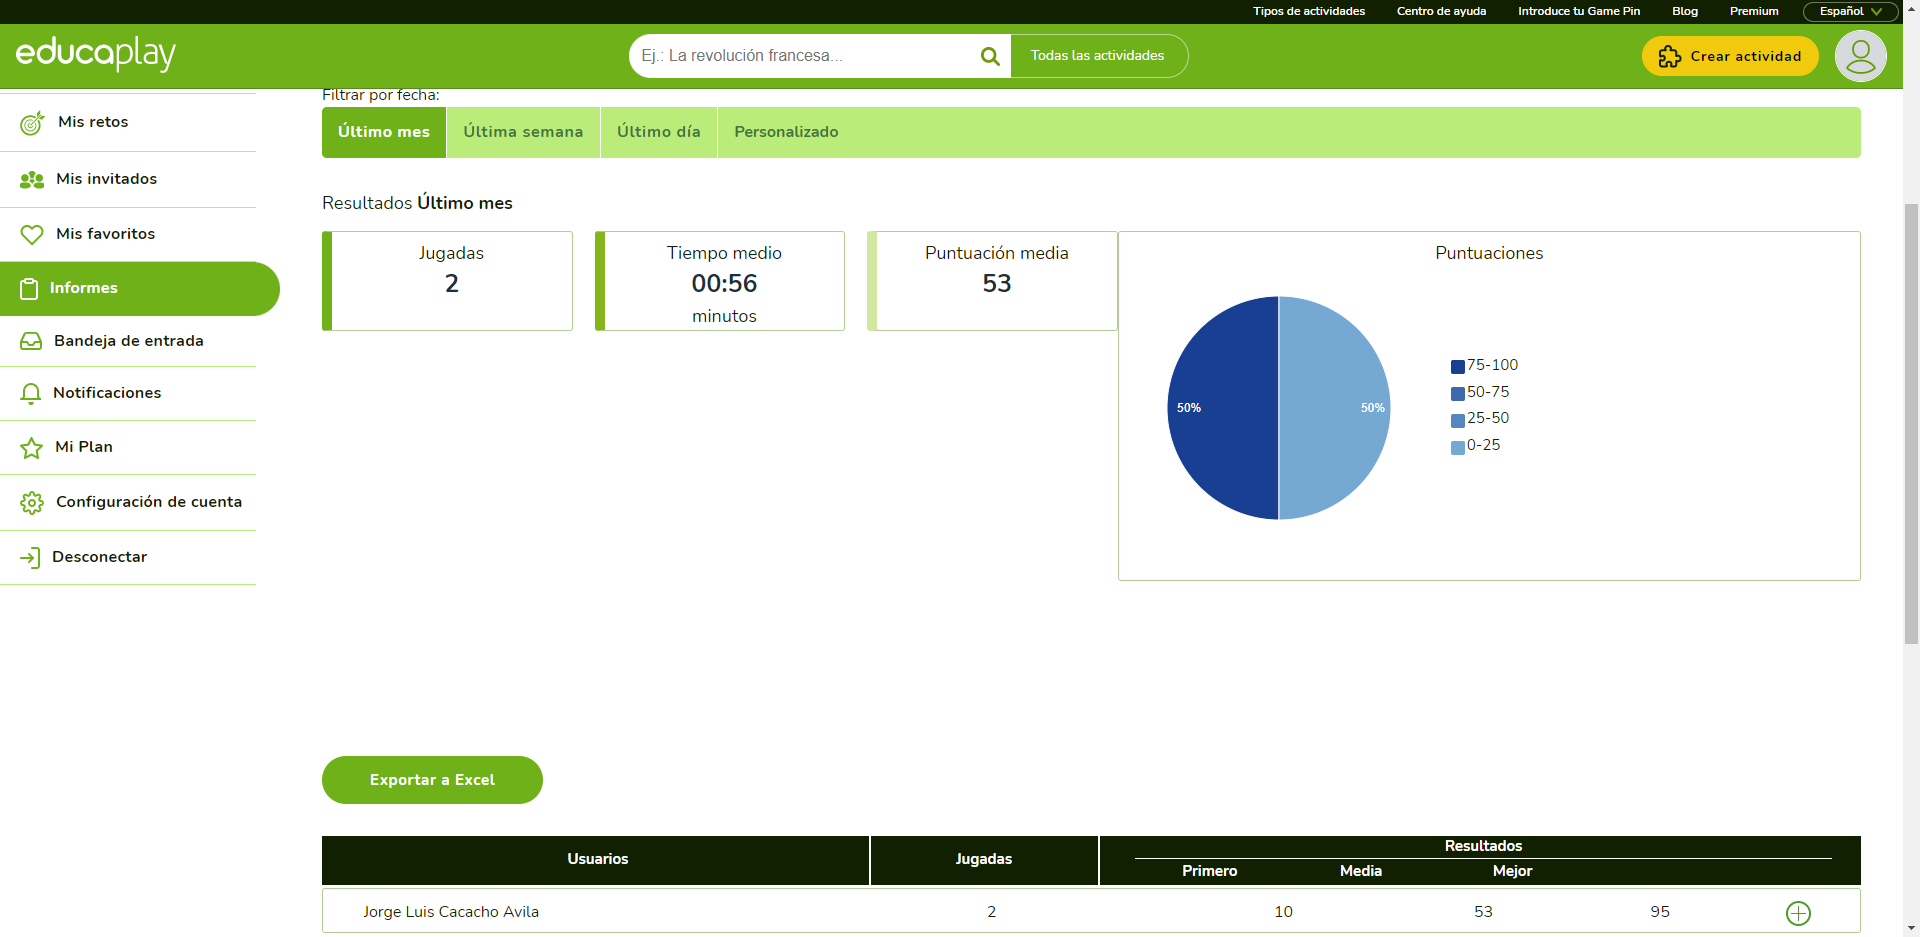 Tipos de actividades Centro de ayuda Introduce tu Game Pin Blog Premium Español
educaplay
Ej.: La revolución francesa...
Todas las actividades
Crear actividad
Mis retos
Mis invitados
Mis favoritos
Informes
Bandeja de entrada
Notificaciones
Mi Plan
Configuración de cuenta
Desconectar
Filtrar por fecha:
Último mes Última semana Último día Personalizado
Resultados Último mes
Jugadas
2
Tiempo medio
00:56
minutos
Puntuación media
53
Puntuaciones
50%
50%
75-100
50-75
25-50
0-25
Exportar a Excel
Usuarios Jugadas Resultados
Primero Media Mejor
Jorge Luis Cacacho Avila 2 10 53 95